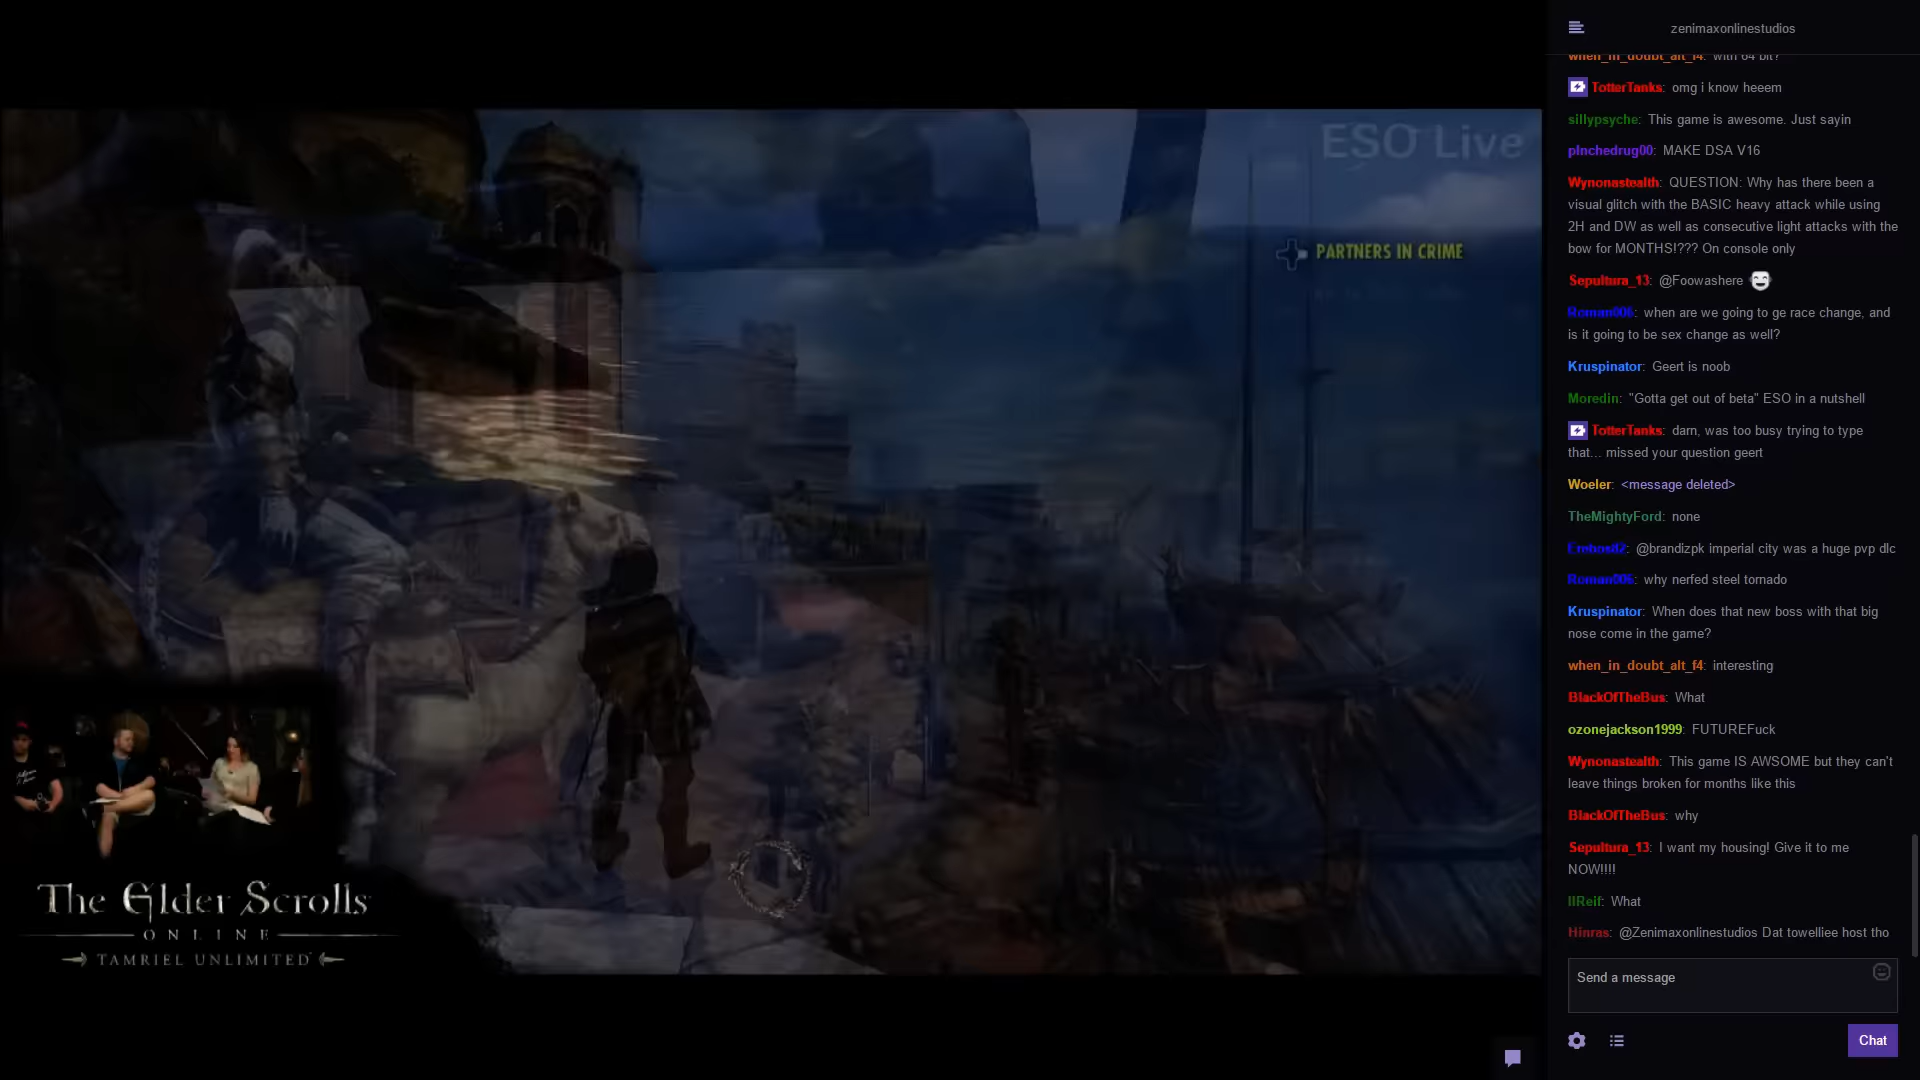 zenimaxonlinestudios
when_in_doubt_alt_f4: with 64 bit?
TotterTanks: omg i know heeem
sillypsyche: This game is awesome. Just sayin
ESO Live
pInchedrug00: MAKE DSA V16
Wynonastealth: QUESTION: Why has there been a
visual glitch with the BASIC heavy attack while using
2H and DW as well as consecutive light attacks with the
bow for MONTHS!??? On console only
PARTNERS IN CRIME
Sepultura_13: @Foowashere
Roman006: when are we going to ge race change, and
is it going to be sex change as well?
Kruspinator: Geert is noob
Moredin: "Gotta get out of beta" ESO in a nutshell
TotterTanks: darn, was too busy trying to type
that... missed your question geert
Woeler: <message deleted>
TheMightyFord: none
@brandizpk imperial city was a huge pvp dlc
Roman006: why nerfed steel tornado
Kruspinator: When does that new boss with that big
nose come in the game?
when_in_doubt_alt_f4: interesting
BlackOfTheBus: What
ozonejackson1999: FUTUREFuck
Wynonastealth: This game IS AWSOME but they can't
leave things broken for months like this
BlackOfTheBus: why
Sepultura_13: I want my housing! Give it to me
NOW!!!!
IIReif: What
Hinras: @Zenimaxonlinestudios Dat towelliee host tho
The Elder Scrolls
ONLINE
TAMRIEL UNLIMITED
Send a message
Chat